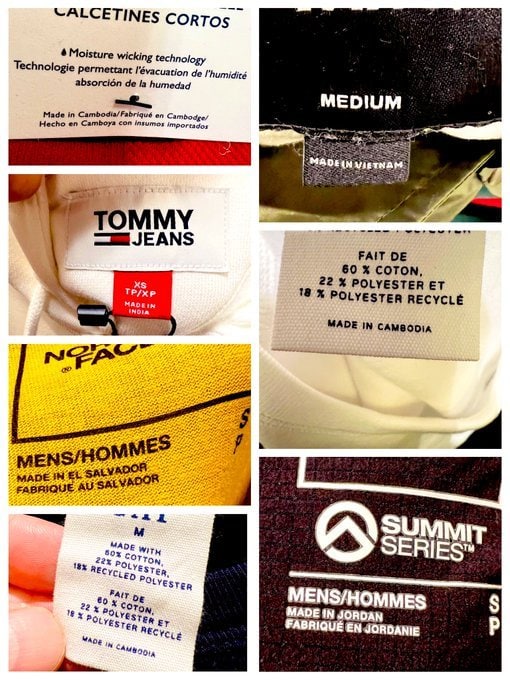 CALCETINES CORTOS
Moisture wicking technology
Technologie permettant l'évacuation de l'humidité
absorción de la humedad
Made in Cambodia/Fabriqué en Cambodge/
Hecho en Camboya con insumos importados
MEDIUM
MADE IN VIETNAM
TOMMY
JEANS
XS
TP/XP
MADE IN
INDIA
FAIT DE
60 % COTON,
22 % POLYESTER ET
18 % POLYESTER RECYCLÉ
MADE IN CAMBODIA
NORTH
® FACE
S
P
MENS/HOMMES
MADE IN EL SALVADOR
FABRIQUÉ AU SALVADOR
M
MADE WITH
60% COTTON,
22% POLYESTER,
18% RECYCLED POLYESTER
FAIT DE
60 % COTON,
22 % POLYESTER ET
18 % POLYESTER RECYCLÉ
MADE IN CAMBODIA
SUMMIT
SERIES™
MENS/HOMMES
MADE IN JORDAN
FABRIQUÉ EN JORDANIE
S
P